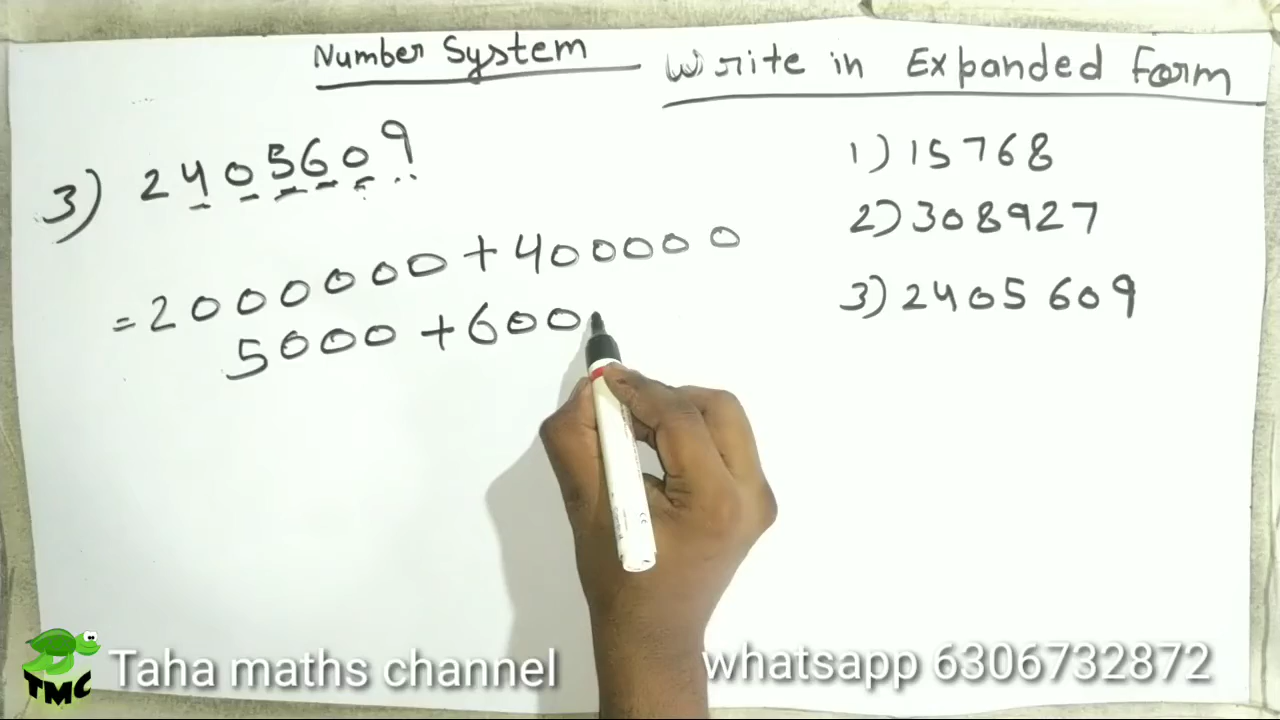 Number System
Write in Expanded Form
3) 2405609
= 2000000 + 400000
5000 + 600
1) 15768
2) 308927
3) 2405609
TMC
Taha maths channel
whatsapp 6306732872